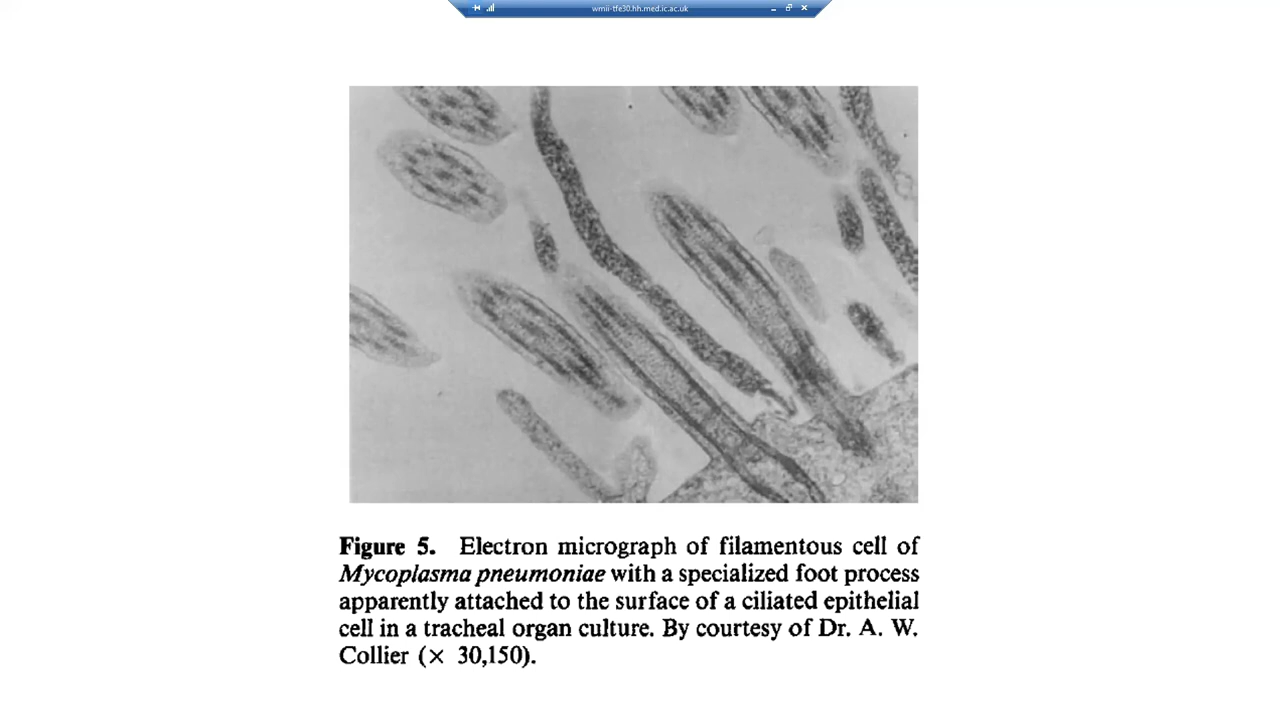 wmii-tfe30.hh.med.ic.ac.uk
Figure 5. Electron micrograph of filamentous cell of
Mycoplasma pneumoniae with a specialized foot process
apparently attached to the surface of a ciliated epithelial
cell in a tracheal organ culture. By courtesy of Dr. A. W.
Collier (× 30,150).